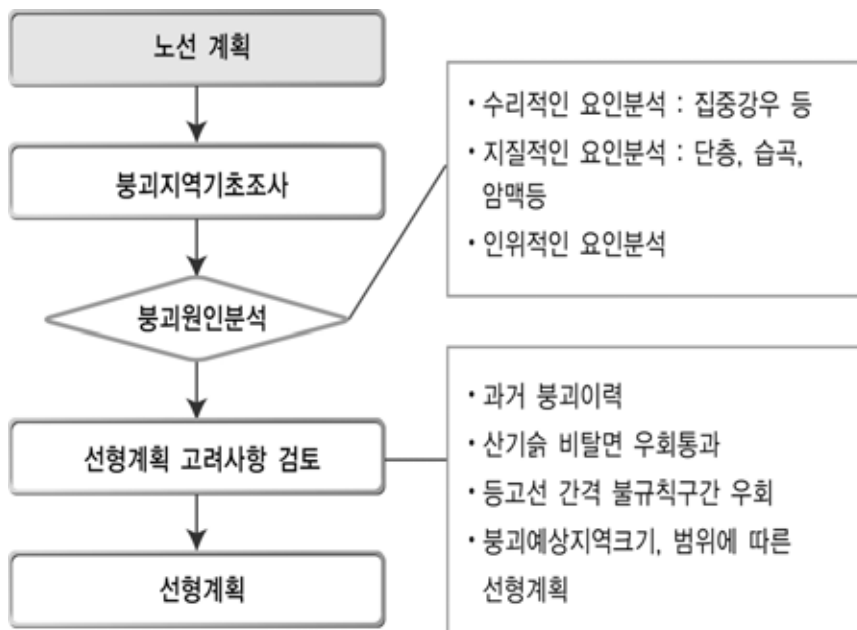 노선 계획
붕괴지역기초조사
붕괴원인분석
• 수리적인 요인분석 : 집중강우 등
• 지질적인 요인분석 : 단층, 습곡,
암맥등
• 인위적인 요인분석
선형계획 고려사항 검토
• 과거 붕괴이력
• 산기슭 비탈면 우회통과
• 등고선 간격 불규칙구간 우회
• 붕괴예상지역크기, 범위에 따른
선형계획
선형계획